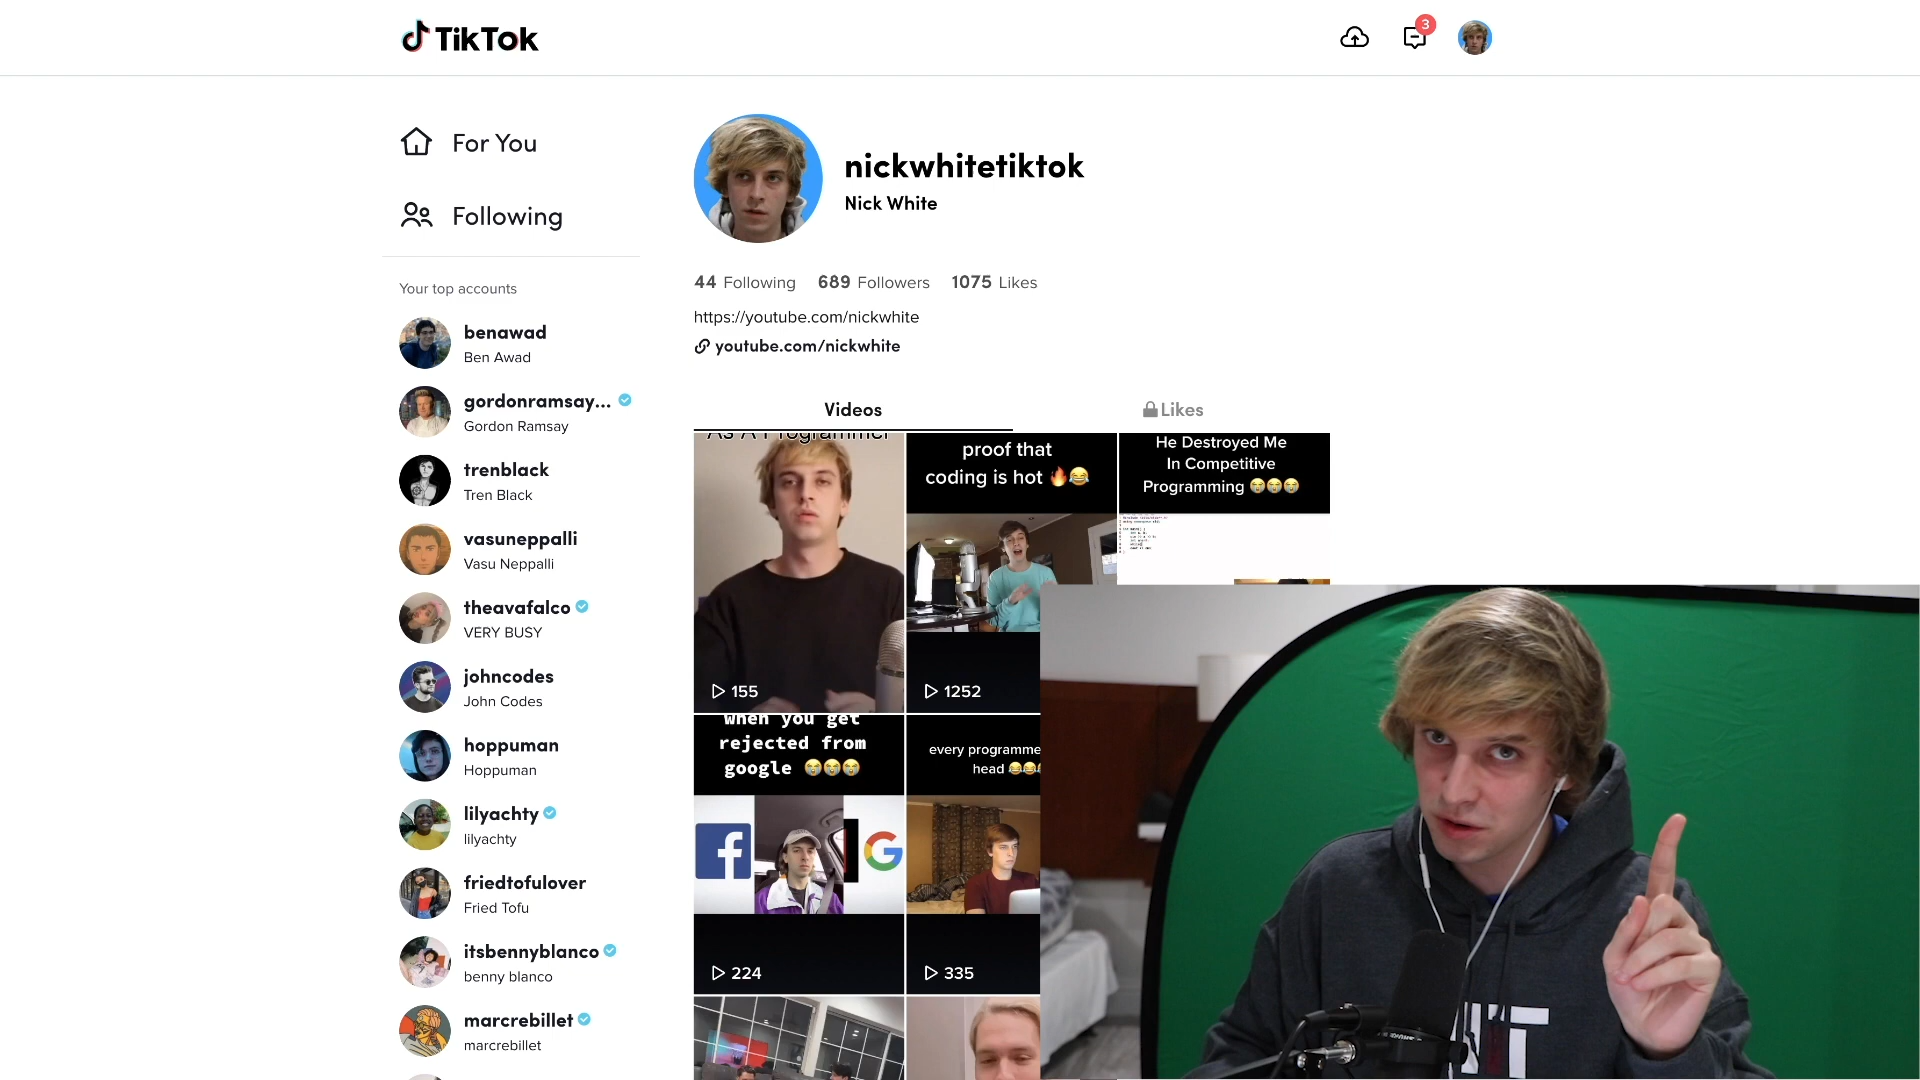 TikTok
3
For You
Following
nickwhitetiktok
Nick White
44 Following 689 Followers 1075 Likes
https://youtube.com/nickwhite
youtube.com/nickwhite
Your top accounts
benawad
Ben Awad
gordonramsay...
Gordon Ramsay
trenblack
Tren Black
vasuneppalli
Vasu Neppalli
theavafalco
VERY BUSY
johncodes
John Codes
hoppuman
Hoppuman
lilyachty
lilyachty
friedtofulover
Fried Tofu
itsbennyblanco
benny blanco
marcrebillet
marcrebillet
Videos
Likes
As A Programmer
155
proof that
coding is hot 🔥😂
1252
He Destroyed Me
In Competitive
Programming 😭😭😭
when you get
rejected from
google 😭😭😭
224
every programme
head 😂😂
335